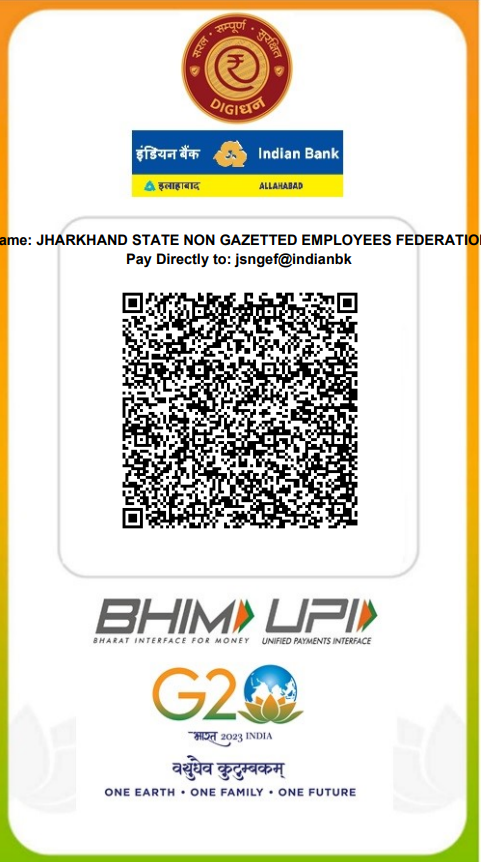 सरल • सम्पूर्ण • सुरक्षित
DIGIधन
इंडियन बैंक Indian Bank
इलाहाबाद ALLAHABAD
ame: JHARKHAND STATE NON GAZETTED EMPLOYEES FEDERATION
Pay Directly to: jsngef@indianbk
BHIM UPI
BHARAT INTERFACE FOR MONEY UNIFIED PAYMENTS INTERFACE
G20
भारत 2023 INDIA
वसुधैव कुटुम्बकम्
ONE EARTH • ONE FAMILY • ONE FUTURE